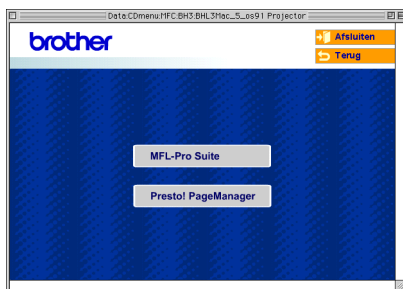 Data:CDmenu:MFC:BH3:BHL3Mac_5_os91 Projector
brother
Afsluiten
Terug
MFL-Pro Suite
Presto! PageManager